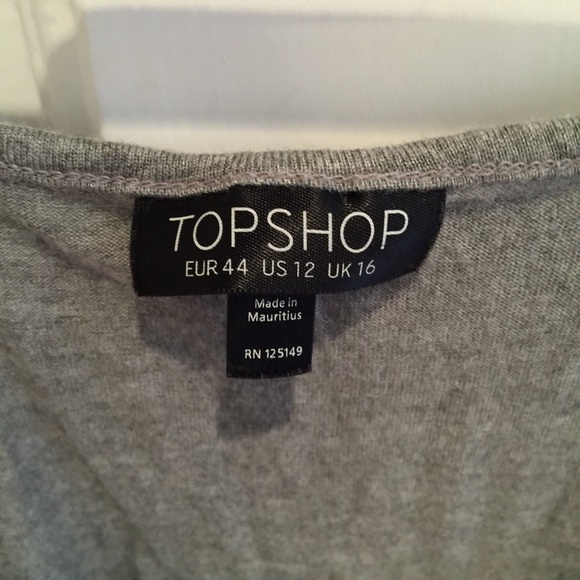 TOPSHOP
EUR 44 US 12 UK 16
Made in
Mauritius
RN 125149